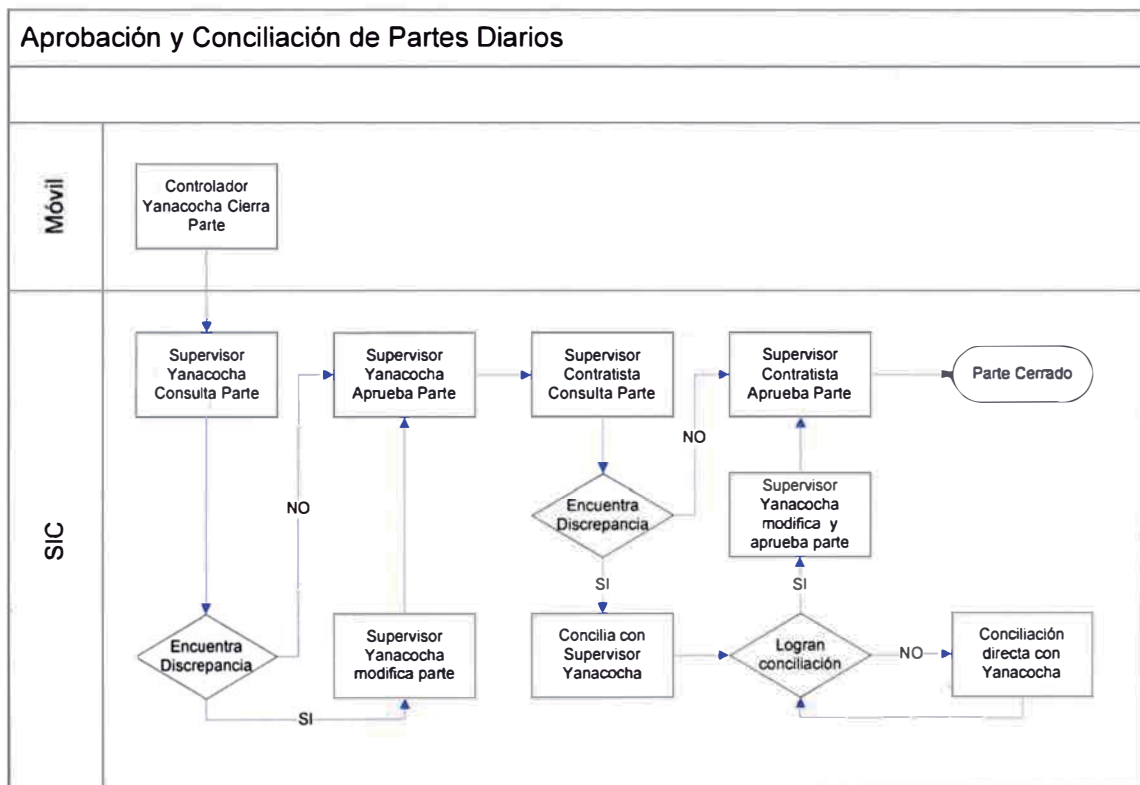 Aprobación y Conciliación de Partes Diarios
Móvil
Controlador
Yanacocha Cierra
Parte
SIC
Supervisor
Yanacocha
Consulta Parte
Supervisor
Yanacocha
Aprueba Parte
Supervisor
Contratista
Consulta Parte
Supervisor
Contratista
Aprueba Parte
Parte Cerrado
NO
NO
Encuentra
Discrepancia
Supervisor
Yanacocha
modifica y
aprueba parte
SI
SI
Encuentra
Discrepancia
Supervisor
Yanacocha
modifica parte
Concilia con
Supervisor
Yanacocha
Logran
conciliación
NO
Conciliación
directa con
Yanacocha
SI